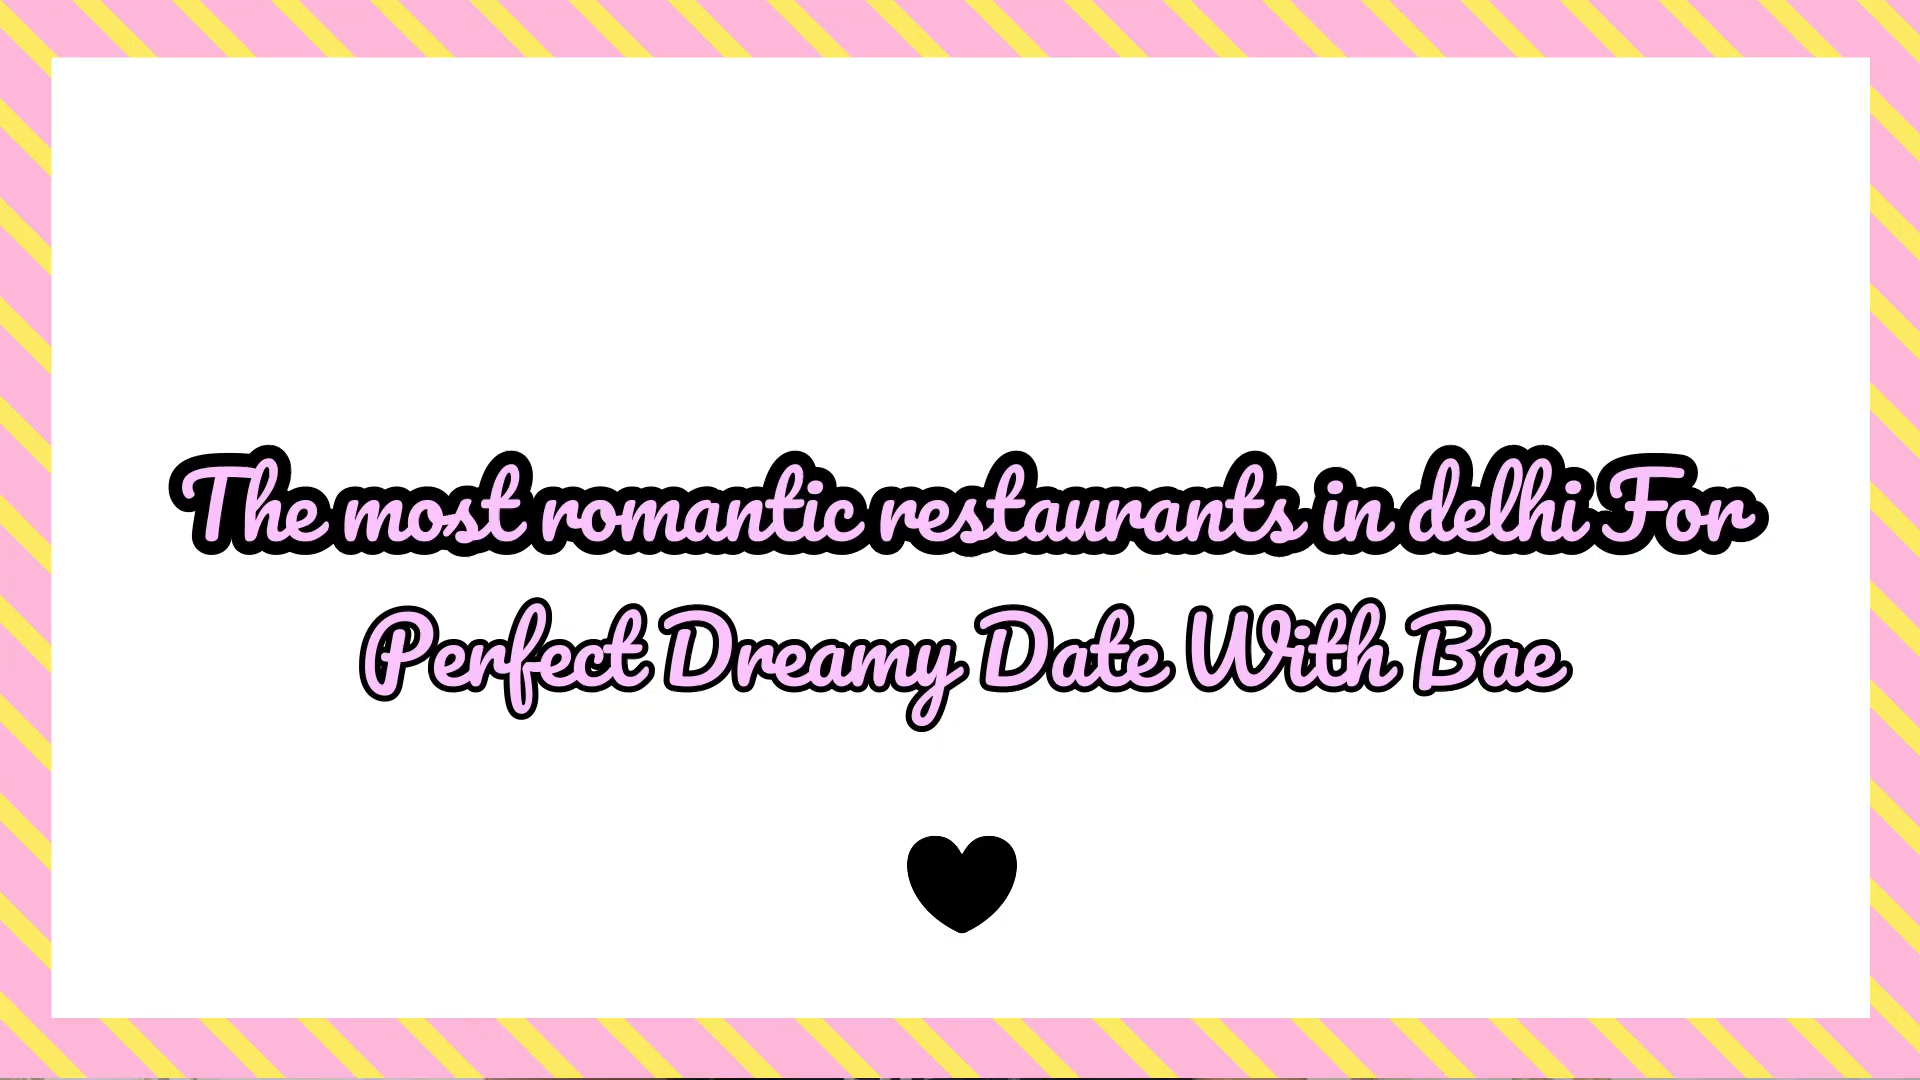 The most romantic restaurants in delhi For
Perfect Dreamy Date With Bae